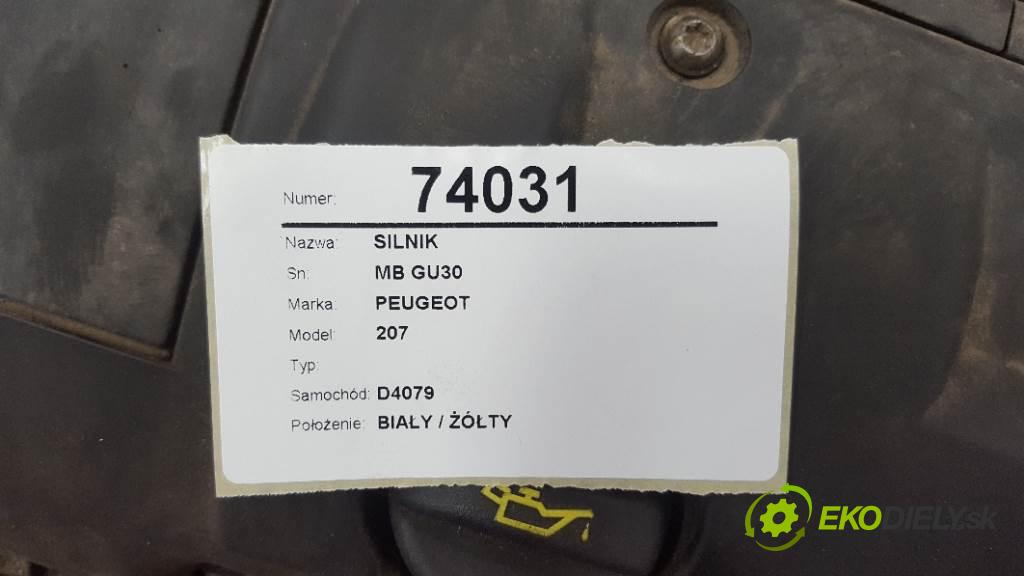 Numer: 74031
Nazwa: SILNIK
Sn: MB GU30
Marka: PEUGEOT
Model: 207
Typ:
Samochód: D4079
Położenie: BIAŁY / ŻÓŁTY
EKODIELY.sk